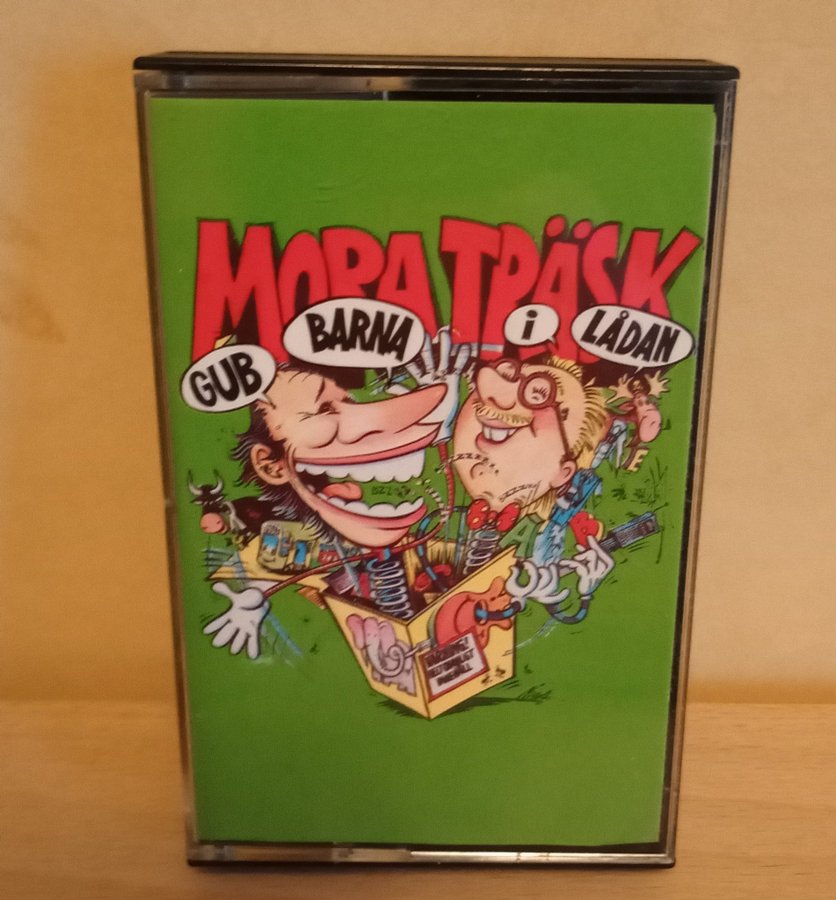 MORA TRÄSK
GUB
BARNA
i
LÅDAN